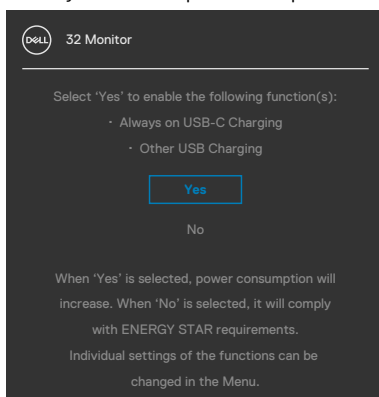 DELL
32 Monitor
Select ‘Yes’ to enable the following function(s):
· Always on USB-C Charging
· Other USB Charging
Yes
No
When ‘Yes’ is selected, power consumption will
increase. When ‘No’ is selected, it will comply
with ENERGY STAR requirements.
Individual settings of the functions can be
changed in the Menu.